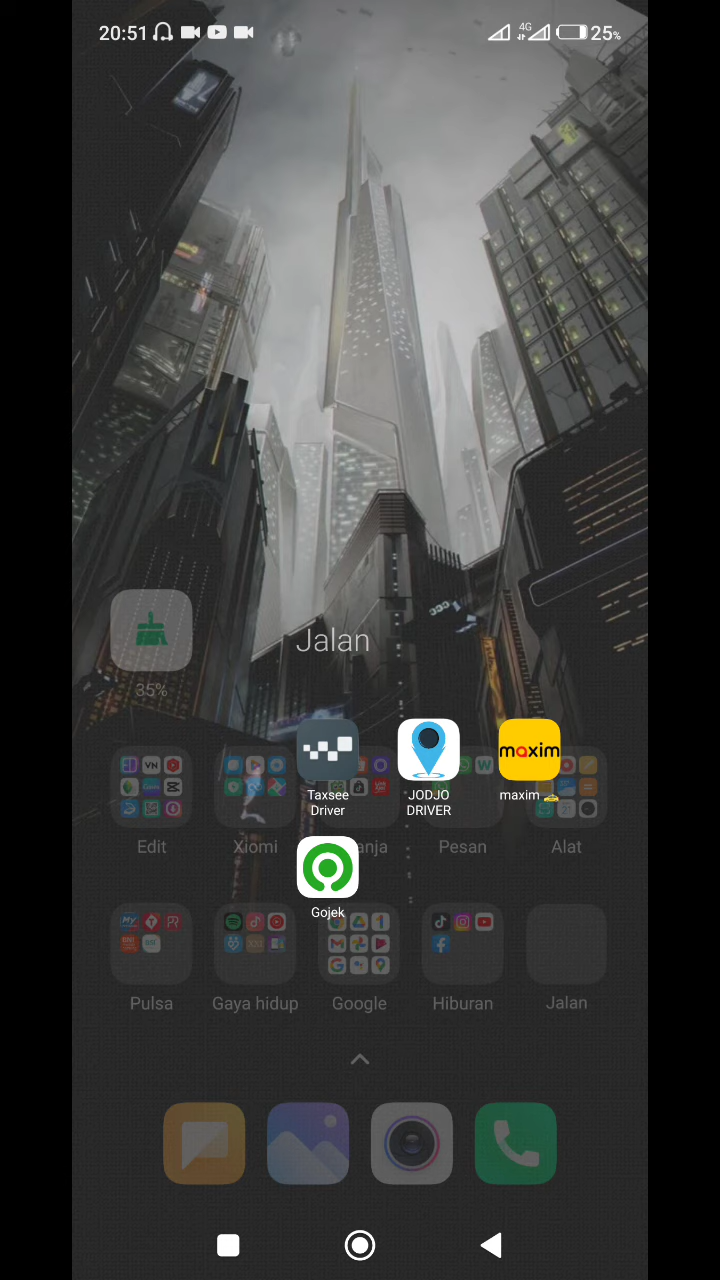 20:51
4G
25%
Jalan
35%
Taxsee
Driver
JODJO
DRIVER
maxim
maxim 🚕
Edit
Xiomi
anja
Pesan
Alat
Gojek
Pulsa
Gaya hidup
Google
Hiburan
Jalan